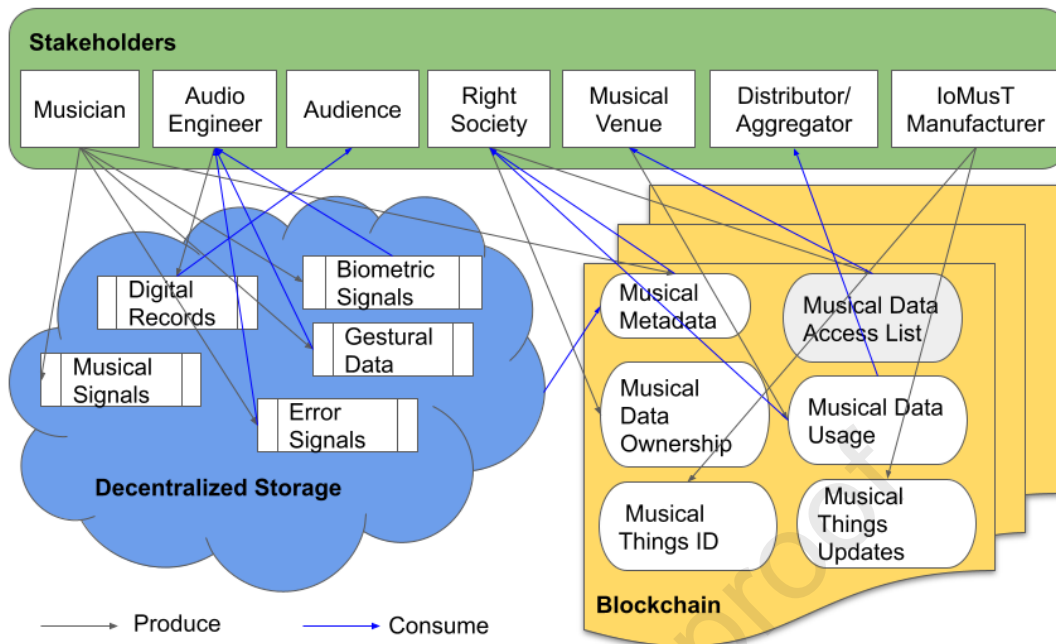 Stakeholders
Musician
Audio
Engineer
Audience
Right
Society
Musical
Venue
Distributor/
Aggregator
IoMusT
Manufacturer
Digital
Records
Biometric
Signals
Musical
Signals
Gestural
Data
Error
Signals
Decentralized Storage
Musical
Metadata
Musical Data
Access List
Musical
Data
Ownership
Musical Data
Usage
Musical
Things ID
Musical
Things
Updates
Blockchain
Produce
Consume
proof